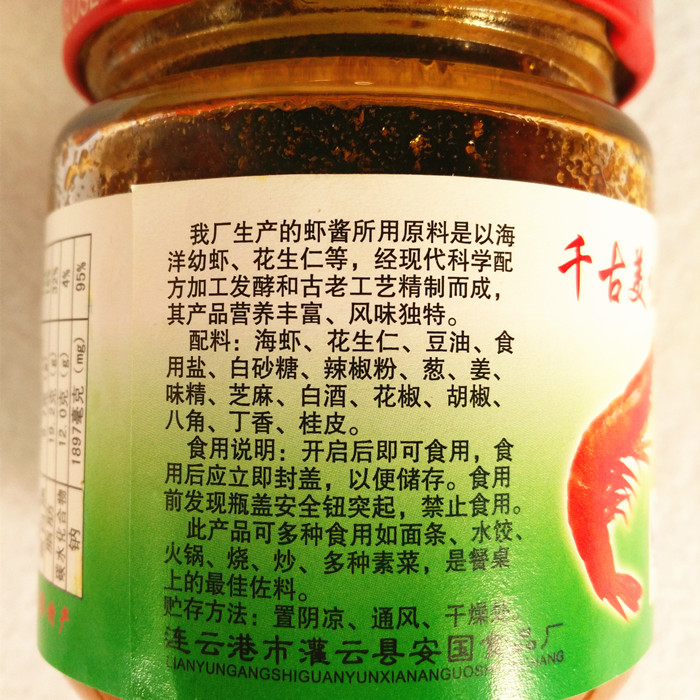 我厂生产的虾酱所用原料是以海
洋幼虾、花生仁等，经现代科学配
方加工发酵和古老工艺精制而成，
其产品营养丰富、风味独特。
配料：海虾、花生仁、豆油、食
用盐、白砂糖、辣椒粉、葱、姜、
味精、芝麻、白酒、花椒、胡椒、
八角、丁香、桂皮。
食用说明：开启后即可食用，食
用后应立即封盖，以便储存。食用
前发现瓶盖安全钮突起，禁止食用。
此产品可多种食用如面条、水饺、
火锅、烧、炒、多种素菜，是餐桌
上的最佳佐料。
贮存方法：置阴凉、通风、干燥处
连云港市灌云县安国食品厂
LIANYUNGANGSHIGUANYUNXIANANGUOSH
千古美
碳水化合物 12.0克（g） 4%
钠 1897毫克（mg） 95%